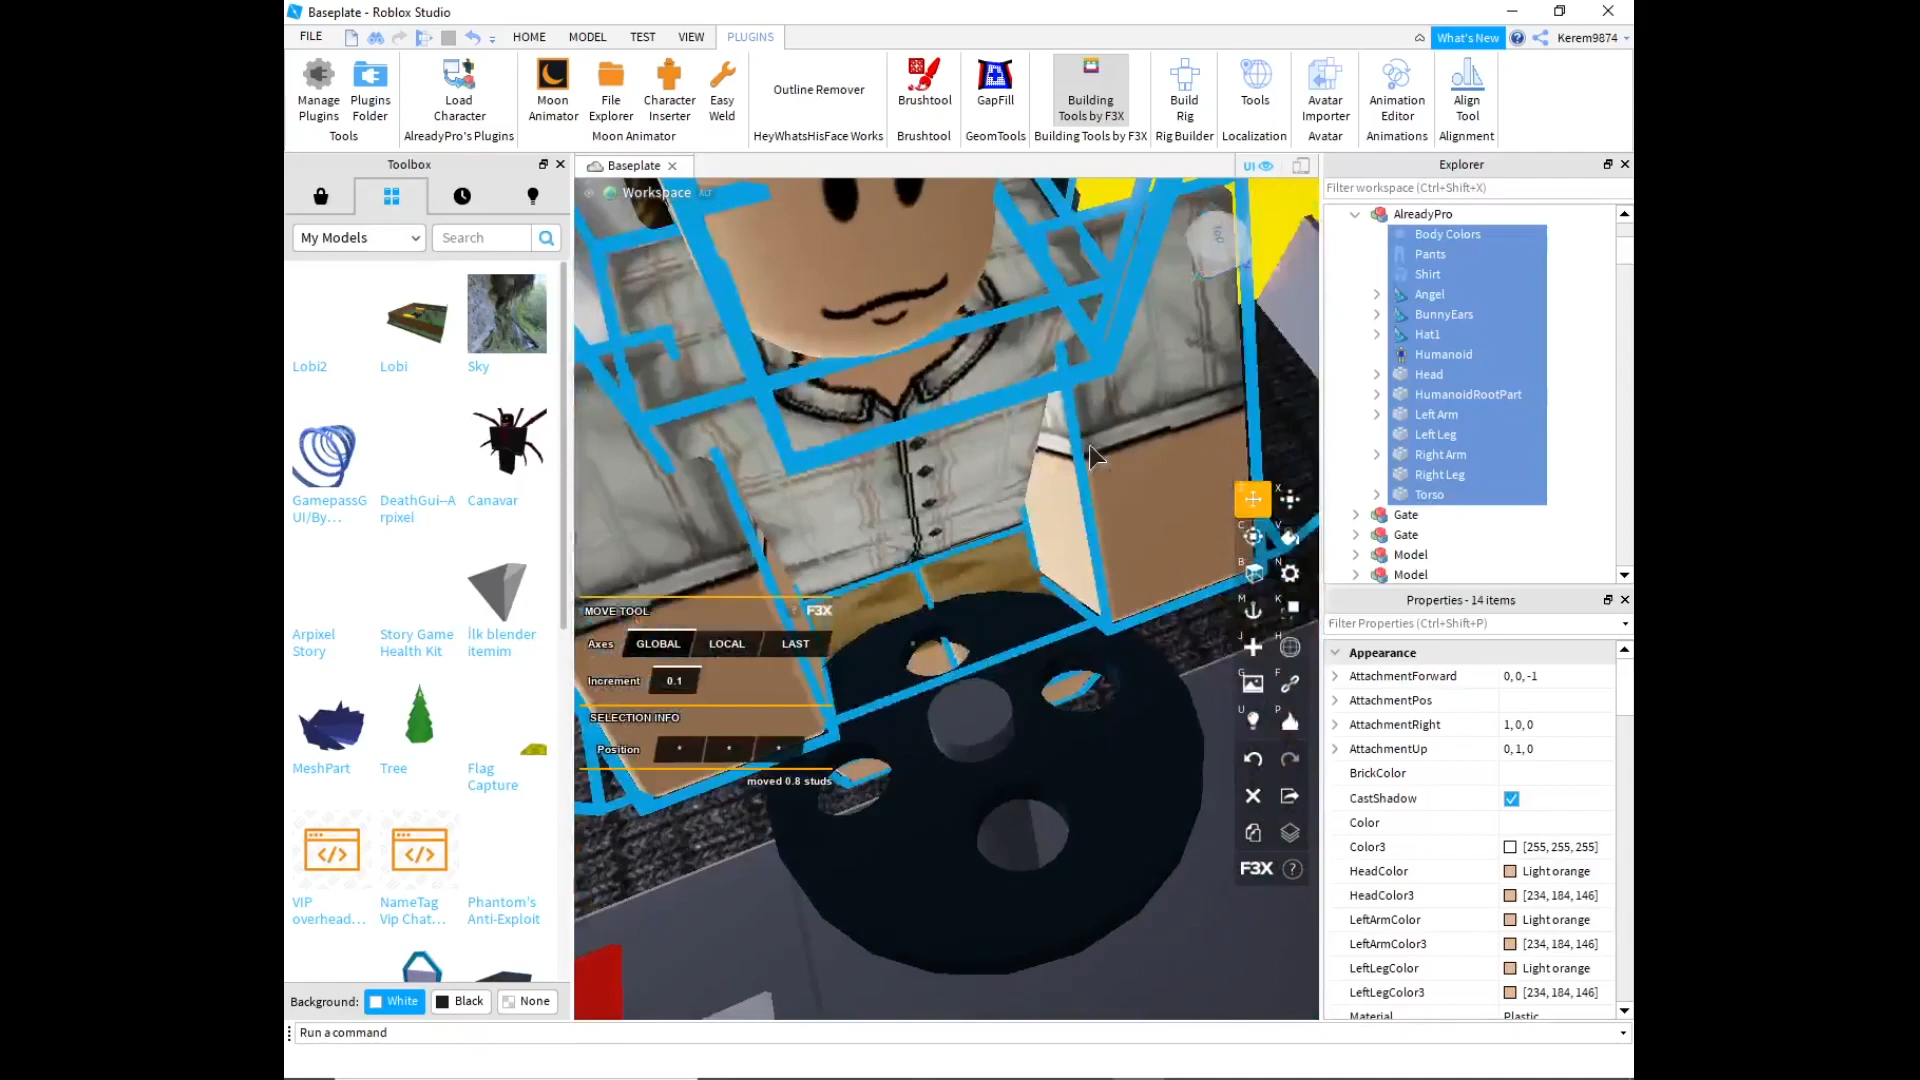 Baseplate - Roblox Studio
FILE
HOME
MODEL
TEST
VIEW
PLUGINS
What's New
Kerem9874
Manage Plugins
Plugins Folder
Tools
Load Character
AlreadyPro's Plugins
Moon Animator
File Explorer
Character Inserter
Easy Weld
Moon Animator
Outline Remover
HeyWhatsHisFace Works
Brushtool
Brushtool
GapFill
GeomTools
Building Tools by F3X
Building Tools by F3X
Build Rig
Rig Builder
Tools
Localization
Avatar Importer
Avatar
Animation Editor
Animations
Align Tool
Alignment
Toolbox
My Models
Search
Lobi2
Lobi
Sky
GamepassG UI/By...
DeathGui--A rpixel
Canavar
Arpixel Story
Story Game Health Kit
İlk blender itemim
MeshPart
Tree
Flag Capture
VIP overhead...
NameTag Vip Chat...
Phantom's Anti-Exploit
Background:
White
Black
None
Run a command
Baseplate
UI
Workspace
ALT
MOVE TOOL
F3X
Axes
GLOBAL
LOCAL
LAST
Increment
0.1
SELECTION INFO
Position
*
*
*
moved 0.8 studs
X
C
V
B
N
M
K
J
H
G
F
U
P
F3X
?
Explorer
Filter workspace (Ctrl+Shift+X)
AlreadyPro
Body Colors
Pants
Shirt
Angel
BunnyEars
Hat1
Humanoid
Head
HumanoidRootPart
Left Arm
Left Leg
Right Arm
Right Leg
Torso
Gate
Gate
Model
Model
Properties - 14 items
Filter Properties (Ctrl+Shift+P)
Appearance
AttachmentForward 0, 0, -1
AttachmentPos
AttachmentRight 1, 0, 0
AttachmentUp 0, 1, 0
BrickColor
CastShadow
Color
Color3 [255, 255, 255]
HeadColor Light orange
HeadColor3 [234, 184, 146]
LeftArmColor Light orange
LeftArmColor3 [234, 184, 146]
LeftLegColor Light orange
LeftLegColor3 [234, 184, 146]
Material Plastic